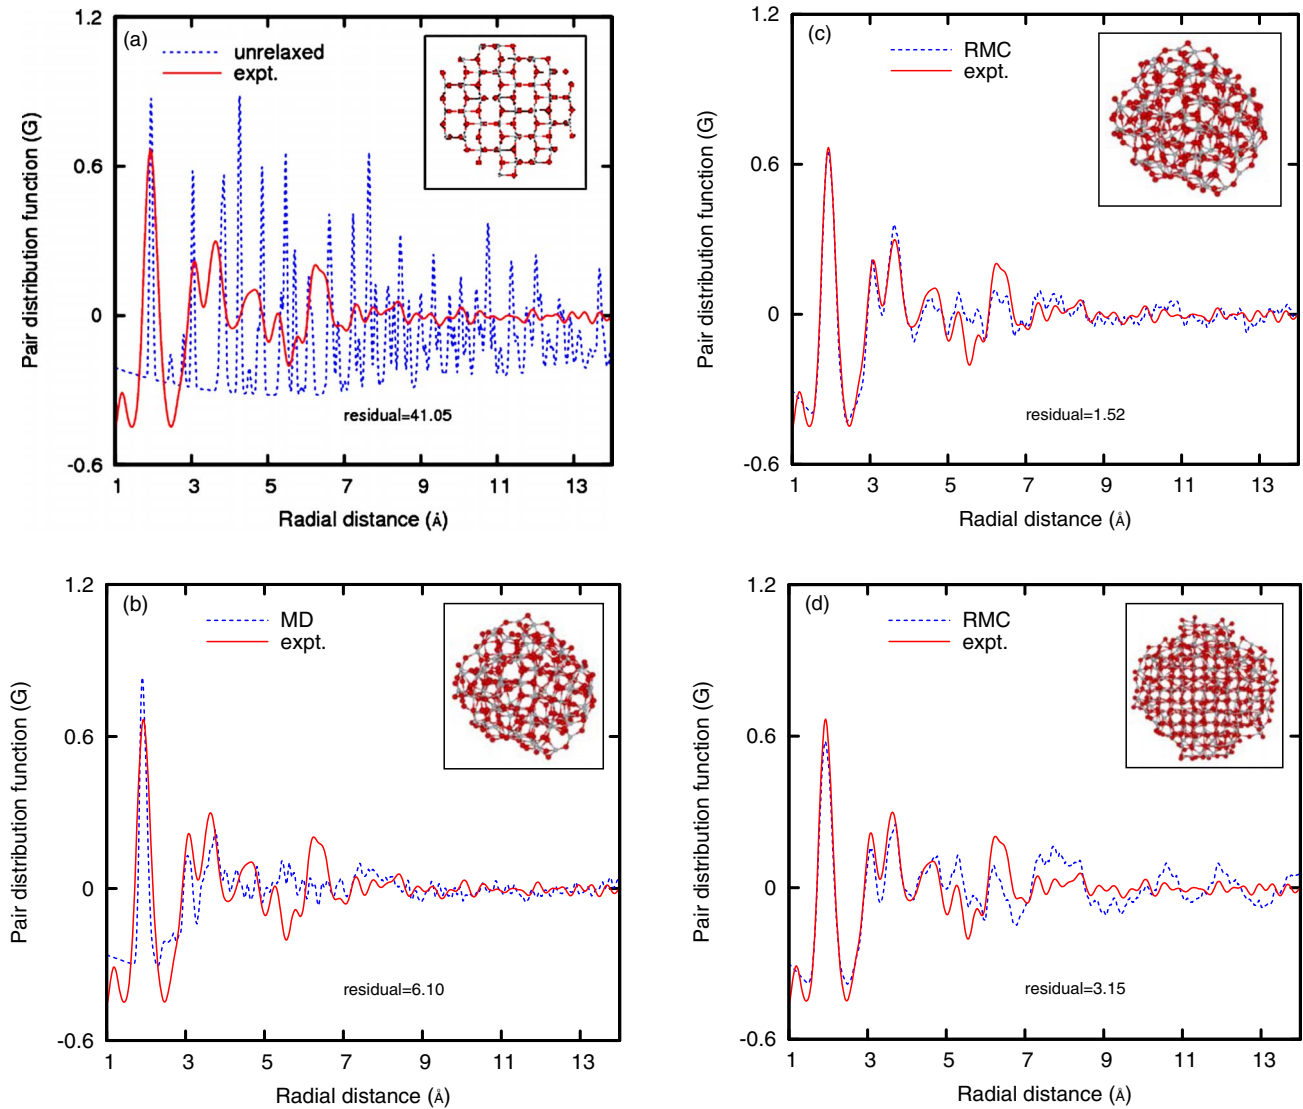 (a)
unrelaxed
expt.
1.2
0.6
0
-0.6
Pair distribution function (G)
residual=41.05
1 3 5 7 9 11 13
Radial distance (Å)
(c)
RMC
expt.
1.2
0.6
0
-0.6
Pair distribution function (G)
residual=1.52
1 3 5 7 9 11 13
Radial distance (Å)
(b)
MD
expt.
1.2
0.6
0
-0.6
Pair distribution function (G)
residual=6.10
1 3 5 7 9 11 13
Radial distance (Å)
(d)
RMC
expt.
1.2
0.6
0
-0.6
Pair distribution function (G)
residual=3.15
1 3 5 7 9 11 13
Radial distance (Å)